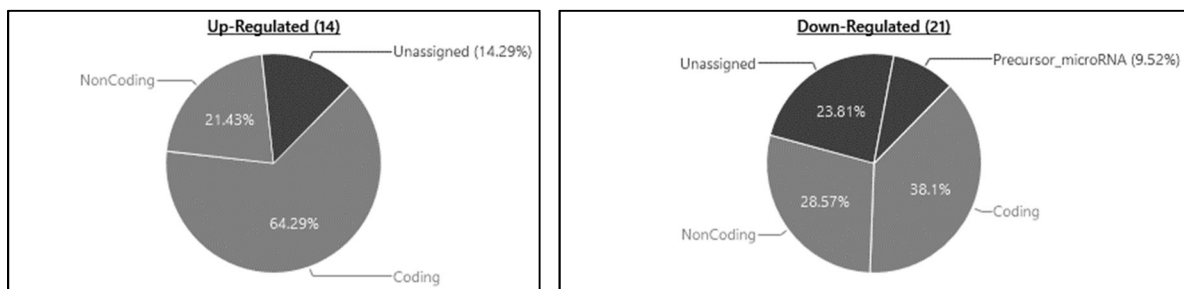 Up-Regulated (14)
Unassigned (14.29%)
NonCoding
21.43%
64.29%
Coding
Down-Regulated (21)
Unassigned
Precursor_microRNA (9.52%)
23.81%
38.1%
28.57%
Coding
NonCoding